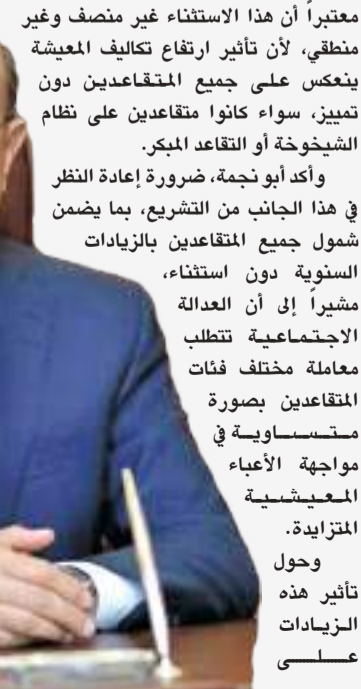 معتبراً أن هذا الاستثناء غير منصف وغير
منطقي، لأن تأثير ارتفاع تكاليف المعيشة
ينعكس على جميع المتقاعدين دون
تمييز، سواء كانوا متقاعدين على نظام
الشيخوخة أو التقاعد المبكر.
وأكد أبو نجمة، ضرورة إعادة النظر
في هذا الجانب من التشريع، بما يضمن
شمول جميع المتقاعدين بالزيادات
السنوية دون استثناء،
مشيراً إلى أن العدالة
الاجتماعية تتطلب
معاملة مختلف فئات
المتقاعدين بصورة
متساوية في
مواجهة الأعباء
المعيشية
المتزايدة.
وحول
تأثير هذه
الزيادات
على